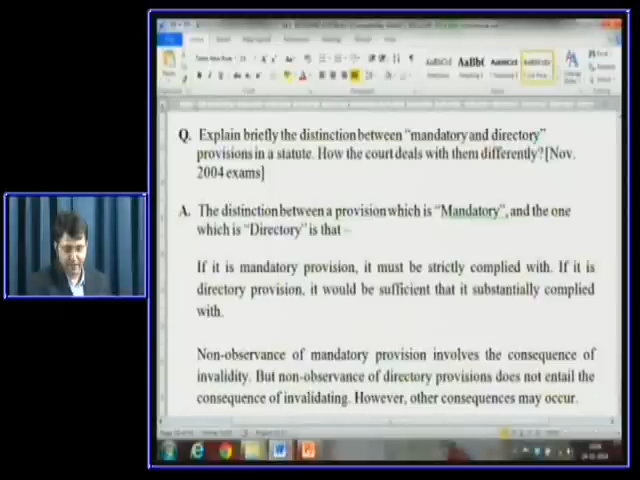 Q. Explain briefly the distinction between "mandatory and directory"
provisions in a statute. How the court deals with them differently?[Nov.
2004 exams]
A. The distinction between a provision which is "Mandatory", and the one
which is "Directory" is that –
If it is mandatory provision, it must be strictly complied with. If it is
directory provision, it would be sufficient that it substantially complied
with.
Non-observance of mandatory provision involves the consequence of
invalidity. But non-observance of directory provisions does not entail the
consequence of invalidating. However, other consequences may occur.